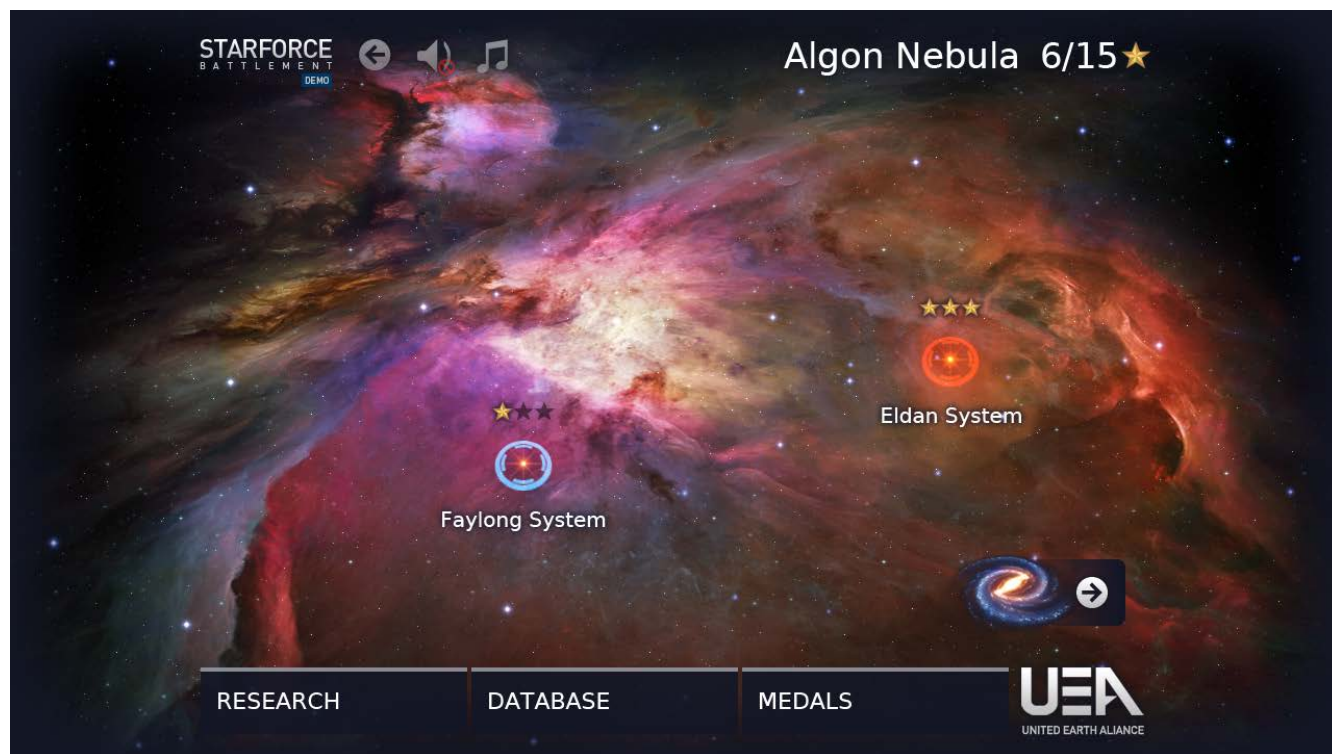 STARFORCE
BATTLEMENT
DEMO
Algon Nebula 6/15
Eldan System
Faylong System
RESEARCH
DATABASE
MEDALS
UEA
UNITED EARTH ALIANCE